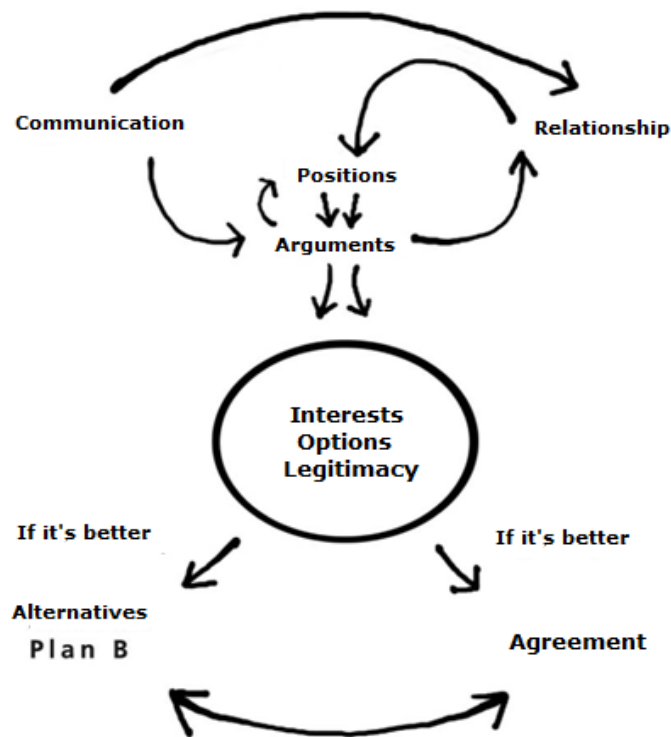 Communication
Relationship
Positions
Arguments
Interests
Options
Legitimacy
If it's better
If it's better
Alternatives
Plan B
Agreement